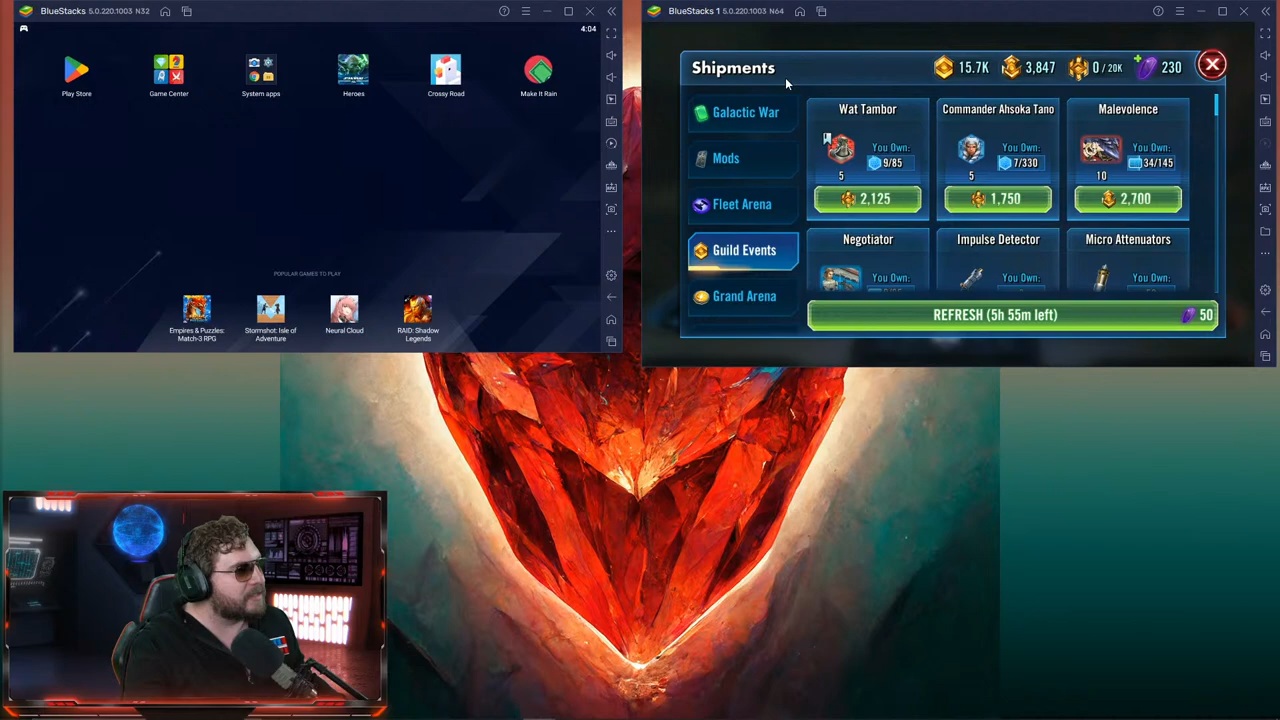 BlueStacks 5.0.220.1003 N32
4:04
Play Store
Game Center
System apps
Heroes
Crossy Road
Make It Rain
POPULAR GAMES TO PLAY
Empires & Puzzles:
Match-3 RPG
Stormshot: Isle of
Adventure
Neural Cloud
RAID: Shadow
Legends
BlueStacks 1 5.0.220.1003 N64
Shipments
15.7K
3,847
0 / 20K
230
Galactic War
Mods
Fleet Arena
Guild Events
Grand Arena
Wat Tambor
You Own:
9/85
5
2,125
Commander Ahsoka Tano
You Own:
7/330
5
1,750
Malevolence
You Own:
34/145
10
2,700
Negotiator
You Own:
Impulse Detector
You Own:
Micro Attenuators
You Own:
REFRESH (5h 55m left)
50